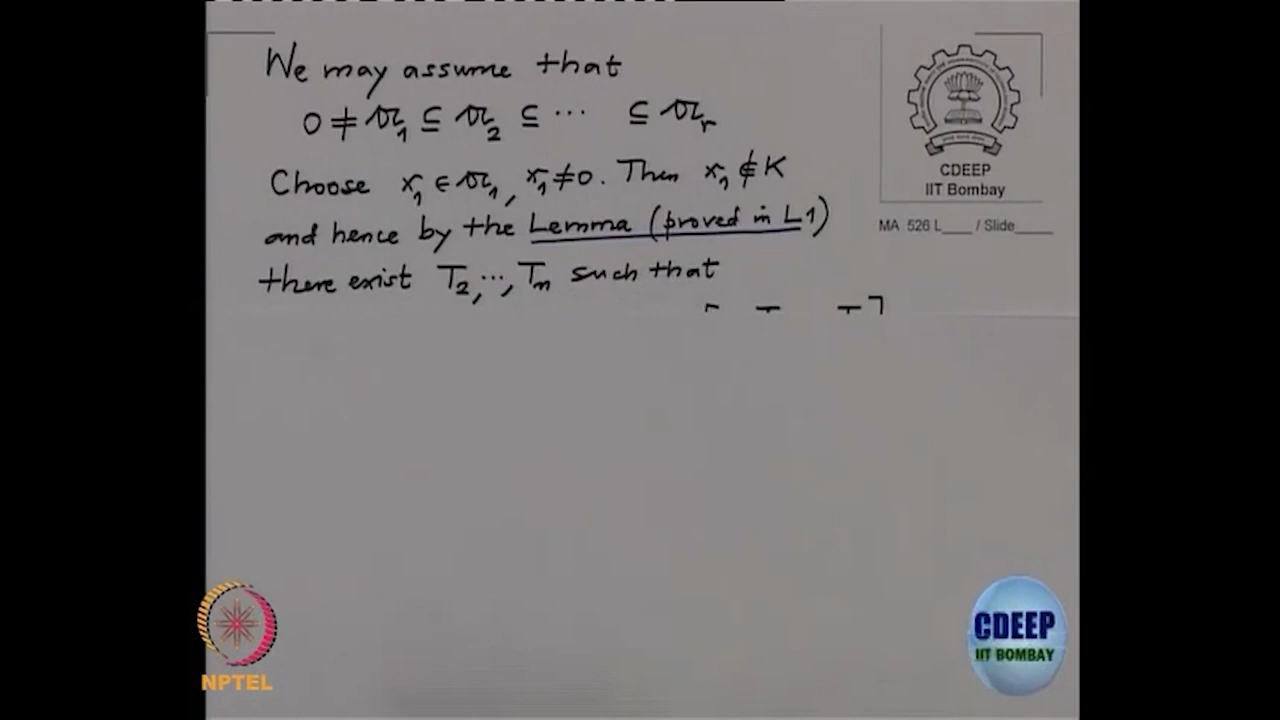 We may assume that
0 ≠ 𝔞₁ ⊆ 𝔞₂ ⊆ ⋯ ⊆ 𝔞ᵣ
Choose x₁ ∈ 𝔞₁, x₁ ≠ 0. Then x₁ ∉ K
and hence by the Lemma (proved in L1)
there exist T₂, ⋯, Tₙ such that
CDEEP
IIT Bombay
MA 526 L____ / Slide_____
NPTEL
CDEEP
IIT BOMBAY